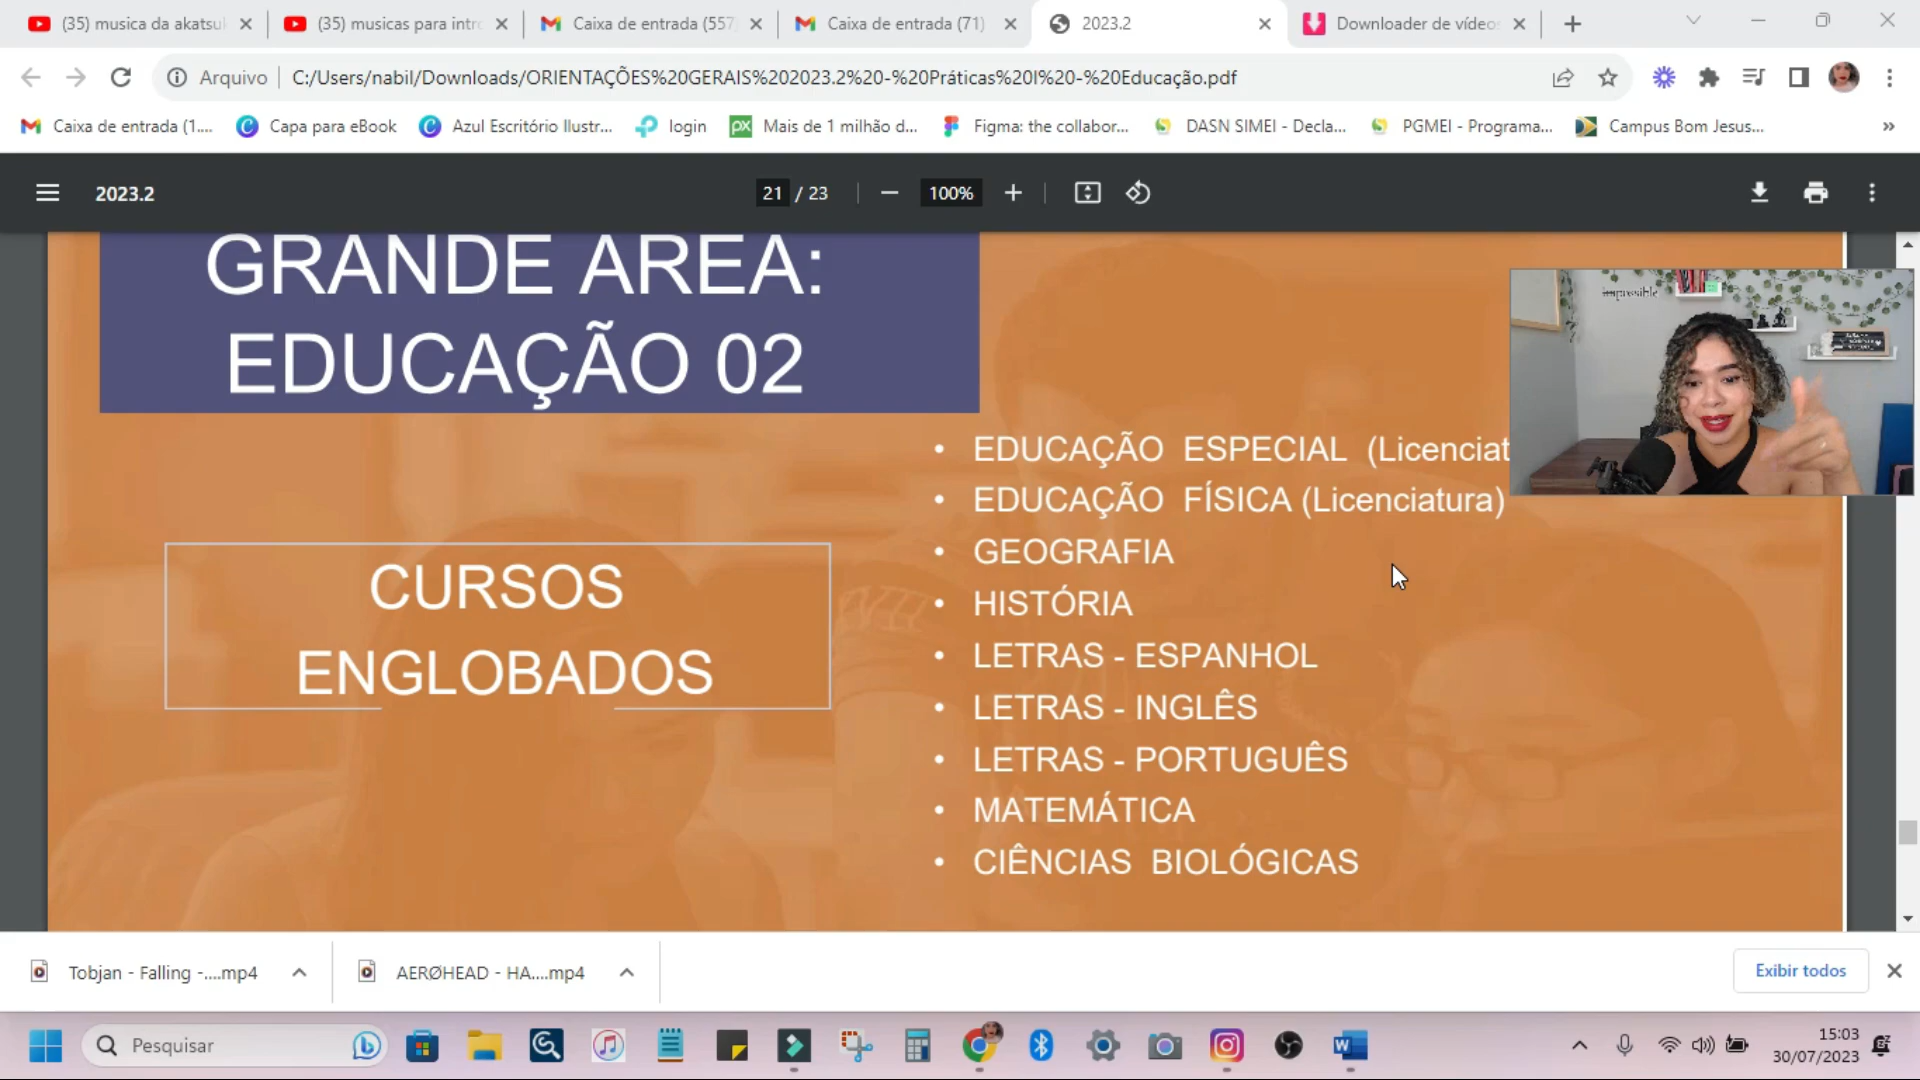 (35) musica da akatsu
(35) musicas para intr
Caixa de entrada (557
Caixa de entrada (71)
2023.2
Downloader de vídeos
Arquivo
C:/Users/nabil/Downloads/ORIENTAÇÕES%20GERAIS%202023.2%20-%20Práticas%20I%20-%20Educação.pdf
Caixa de entrada (1....
Capa para eBook
Azul Escritório Ilustr...
login
px
Mais de 1 milhão d...
Figma: the collabor...
DASN SIMEI - Decla...
PGMEI - Programa...
Campus Bom Jesus...
»
2023.2
21 / 23
100%
GRANDE AREA:
EDUCAÇÃO 02
impossible
CURSOS
ENGLOBADOS
• EDUCAÇÃO ESPECIAL (Licenciat
• EDUCAÇÃO FÍSICA (Licenciatura)
• GEOGRAFIA
• HISTÓRIA
• LETRAS - ESPANHOL
• LETRAS - INGLÊS
• LETRAS - PORTUGUÊS
• MATEMÁTICA
• CIÊNCIAS BIOLÓGICAS
Tobjan - Falling -....mp4
AERØHEAD - HA....mp4
Exibir todos
Pesquisar
15:03
30/07/2023